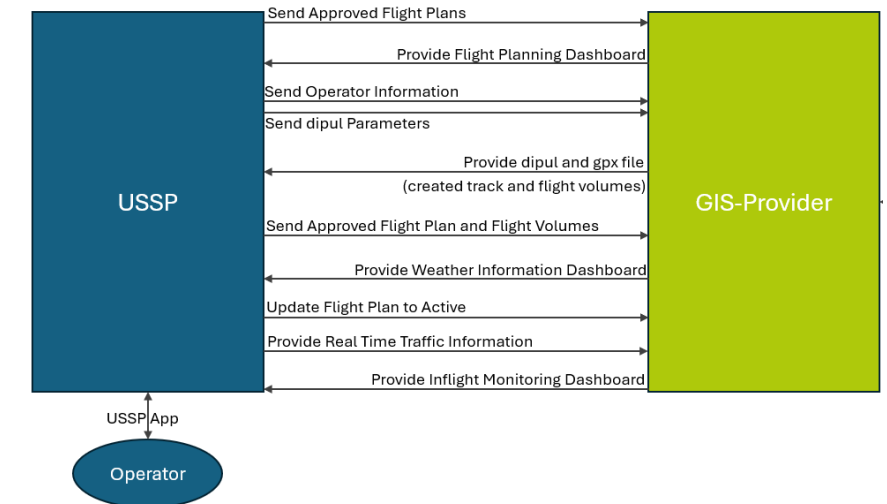 Send Approved Flight Plans
Provide Flight Planning Dashboard
Send Operator Information
Send dipul Parameters
Provide dipul and gpx file
(created track and flight volumes)
USSP
GIS-Provider
Send Approved Flight Plan and Flight Volumes
Provide Weather Information Dashboard
Update Flight Plan to Active
Provide Real Time Traffic Information
Provide Inflight Monitoring Dashboard
USSP App
Operator